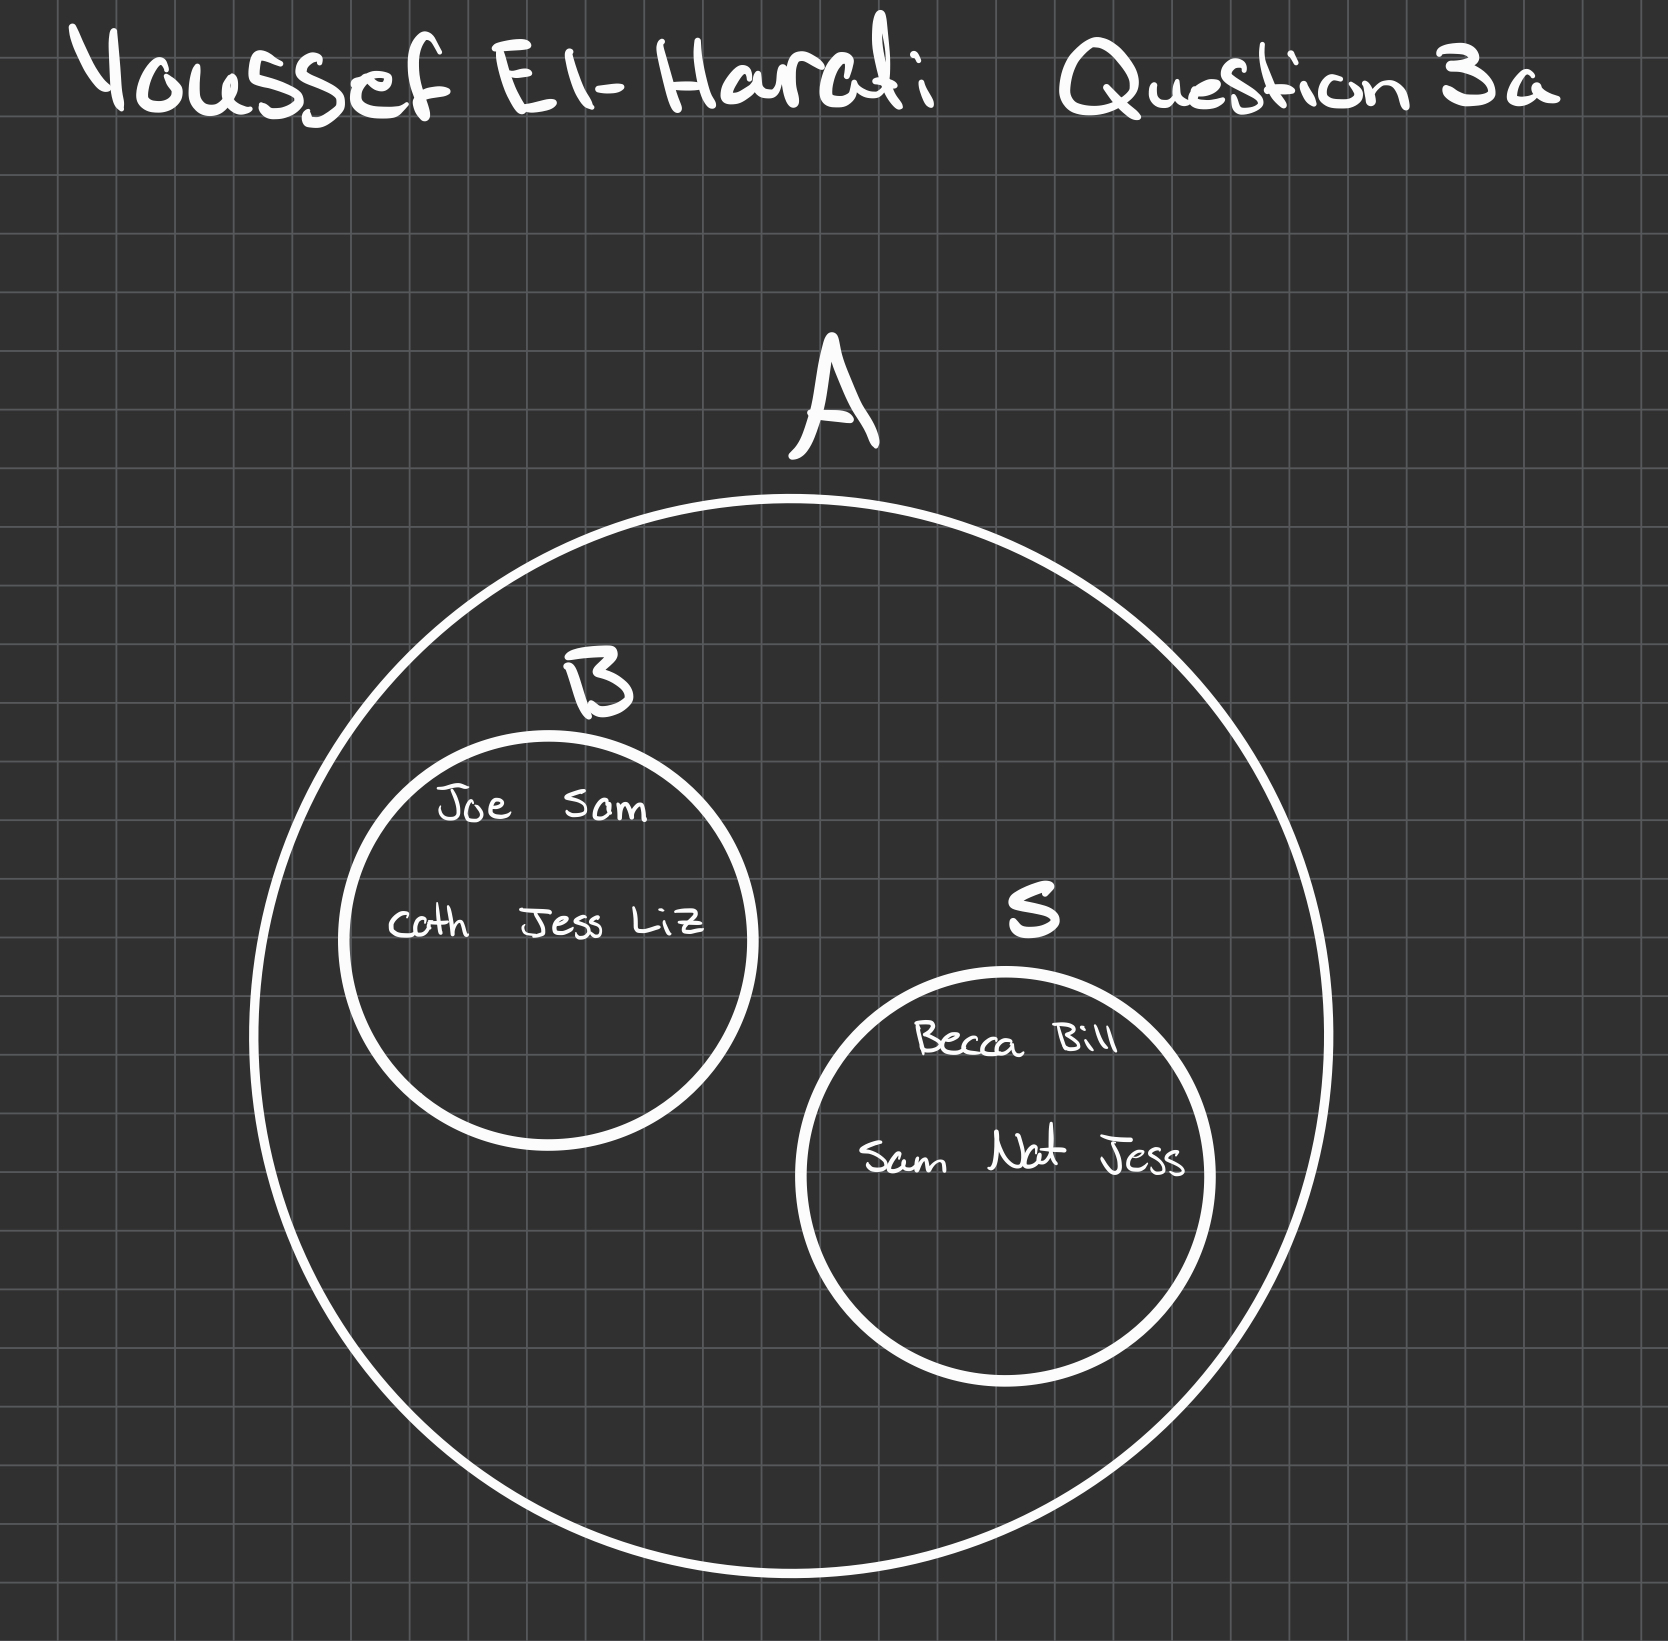 Youssef El-Harati Question 3a
A
B
Joe Sam
Cath Jess Liz
S
Becca Bill
Sam Nat Jess